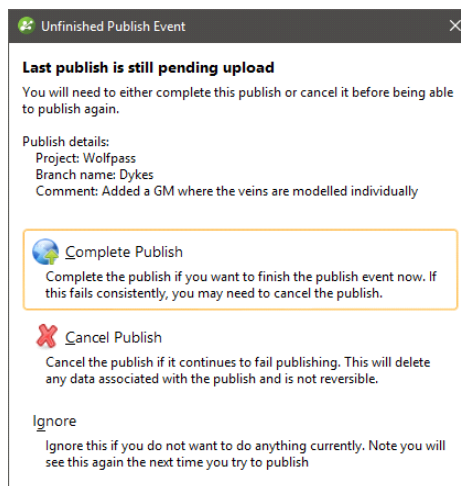 Unfinished Publish Event
Last publish is still pending upload
You will need to either complete this publish or cancel it before being able
to publish again.
Publish details:
Project: Wolfpass
Branch name: Dykes
Comment: Added a GM where the veins are modelled individually
Complete Publish
Complete the publish if you want to finish the publish event now. If
this fails consistently, you may need to cancel the publish.
Cancel Publish
Cancel the publish if it continues to fail publishing. This will delete
any data associated with the publish and is not reversible.
Ignore
Ignore this if you do not want to do anything currently. Note you will
see this again the next time you try to publish